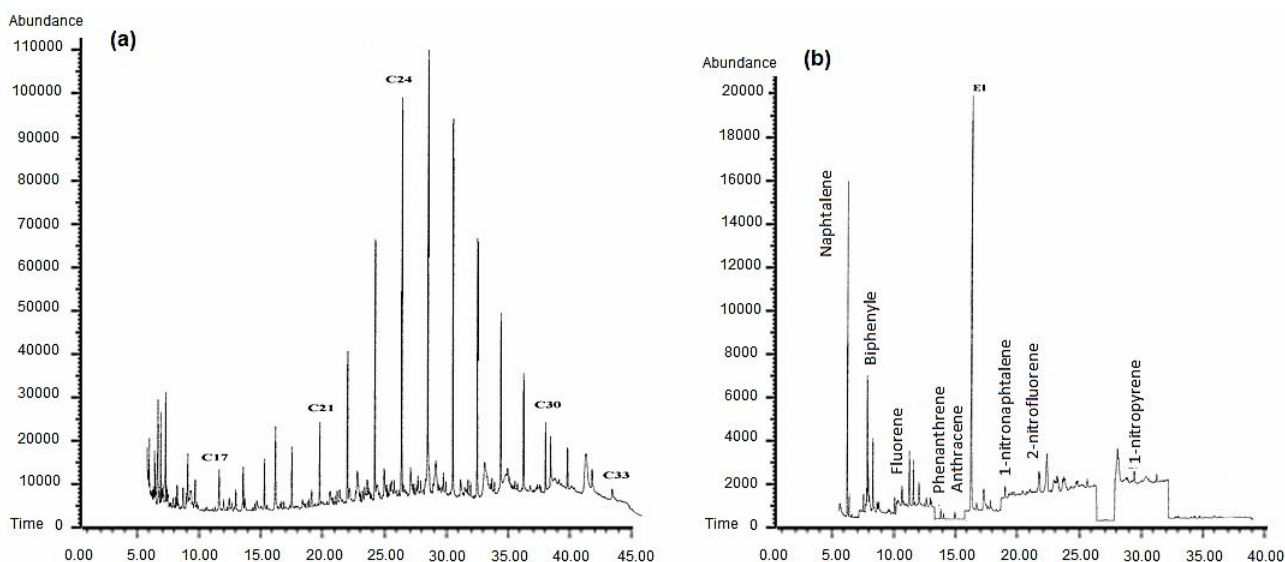 Abundance
(a)
110000
100000
90000
80000
70000
60000
50000
40000
30000
20000
10000
Time 0
0.00 10.00 15.00 20.00 25.00 30.00 35.00 40.00 45.00
C17
C21
C24
C30
C33
Abundance
(b)
20000
18000
16000
14000
12000
10000
8000
6000
4000
2000
Time 0
0.00 5.00 10.00 15.00 20.00 25.00 30.00 35.00 40.00
Naphtalene
Biphenyle
Fluorene
Phenanthrene
Anthracene
E1
1-nitronaphtalene
2-nitrofluorene
1-nitropyrene